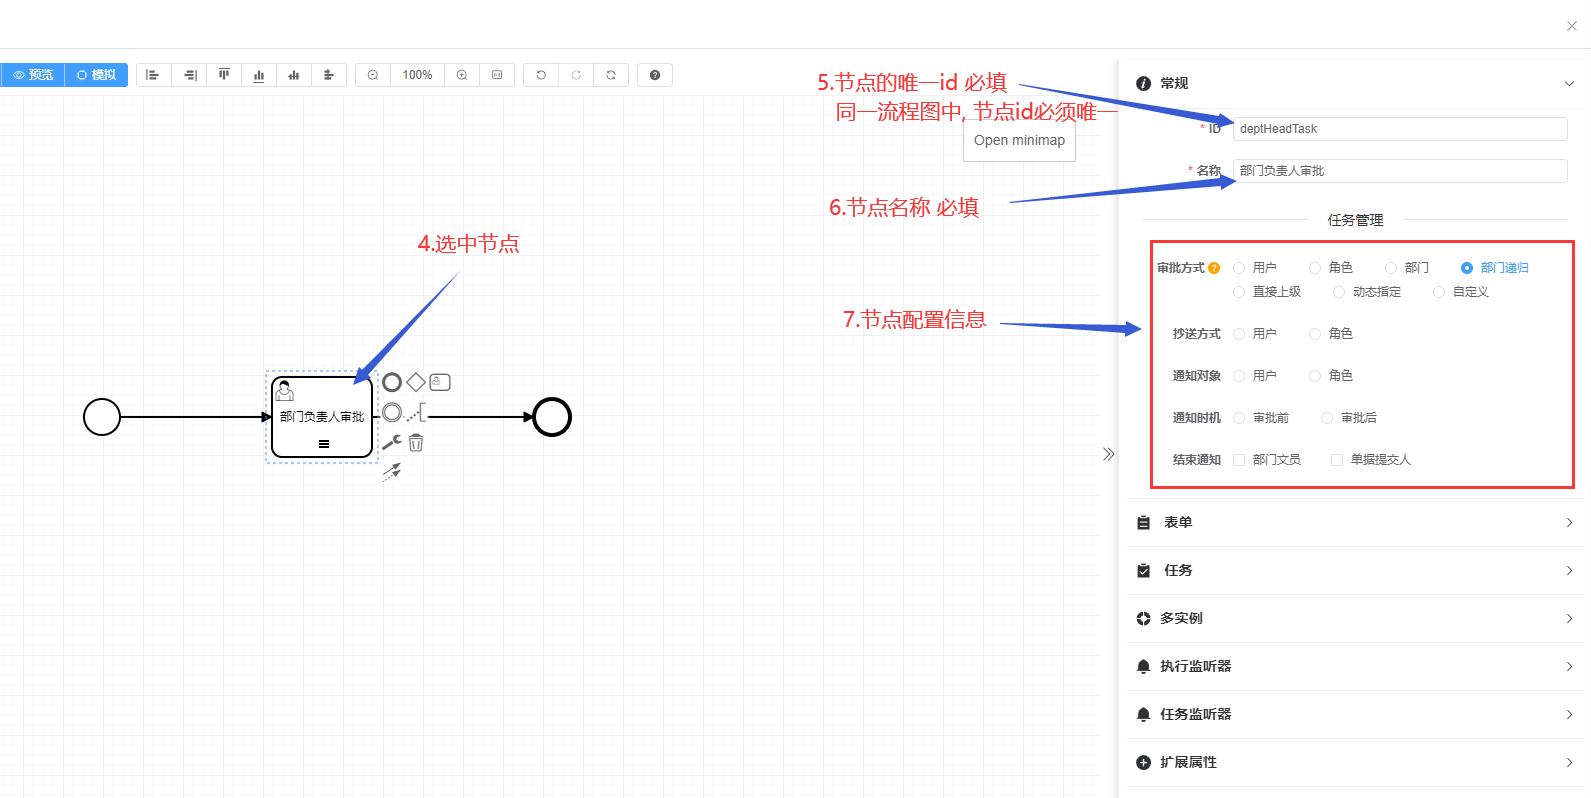 预览
模拟
100%
5.节点的唯一id 必填
同一流程图中, 节点id必须唯一
Open minimap
常规
* ID
deptHeadTask
* 名称
部门负责人审批
6.节点名称 必填
任务管理
4.选中节点
审批方式 ?
用户
角色
部门
部门递归
直接上级
动态指定
自定义
7.节点配置信息
抄送方式
用户
角色
通知对象
用户
角色
通知时机
审批前
审批后
结束通知
部门文员
单据提交人
部门负责人审批
表单
任务
多实例
执行监听器
任务监听器
扩展属性